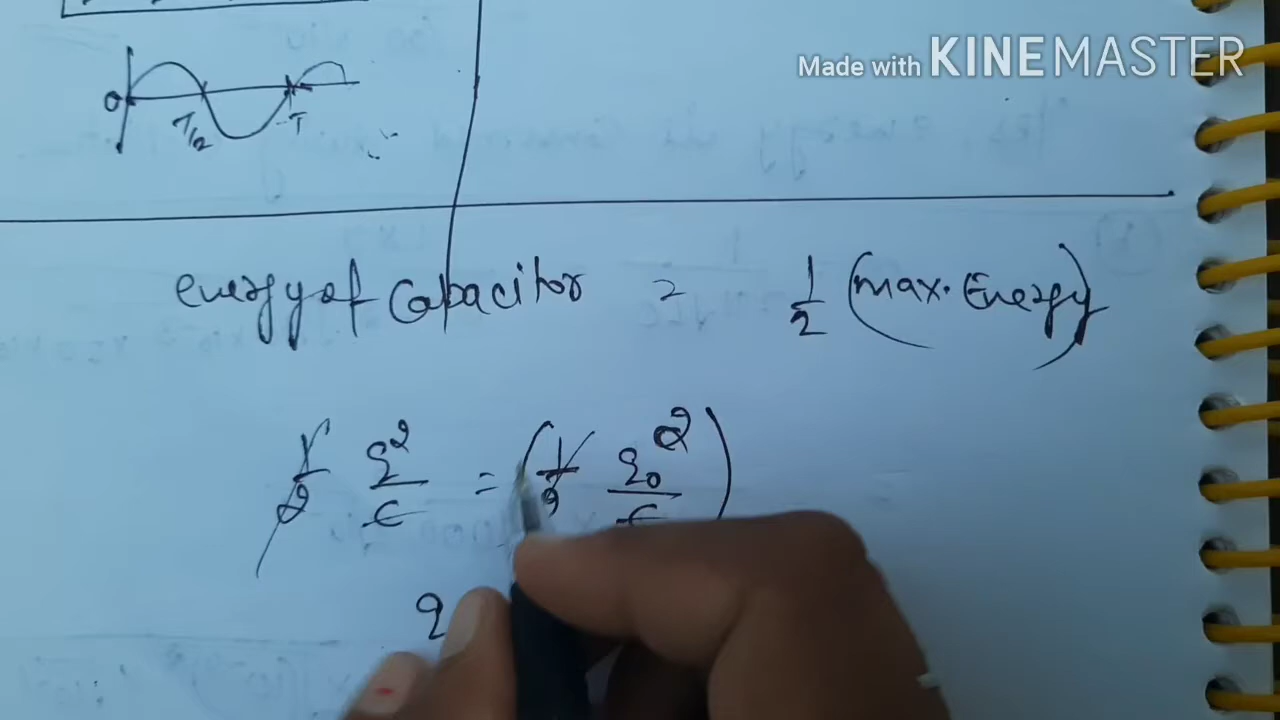 Made with KINEMASTER
0 T/2 T
energy of Capacitor = 1/2 (max. Energy)
1/2 q²/C = (1/2 q₀²/C)
q